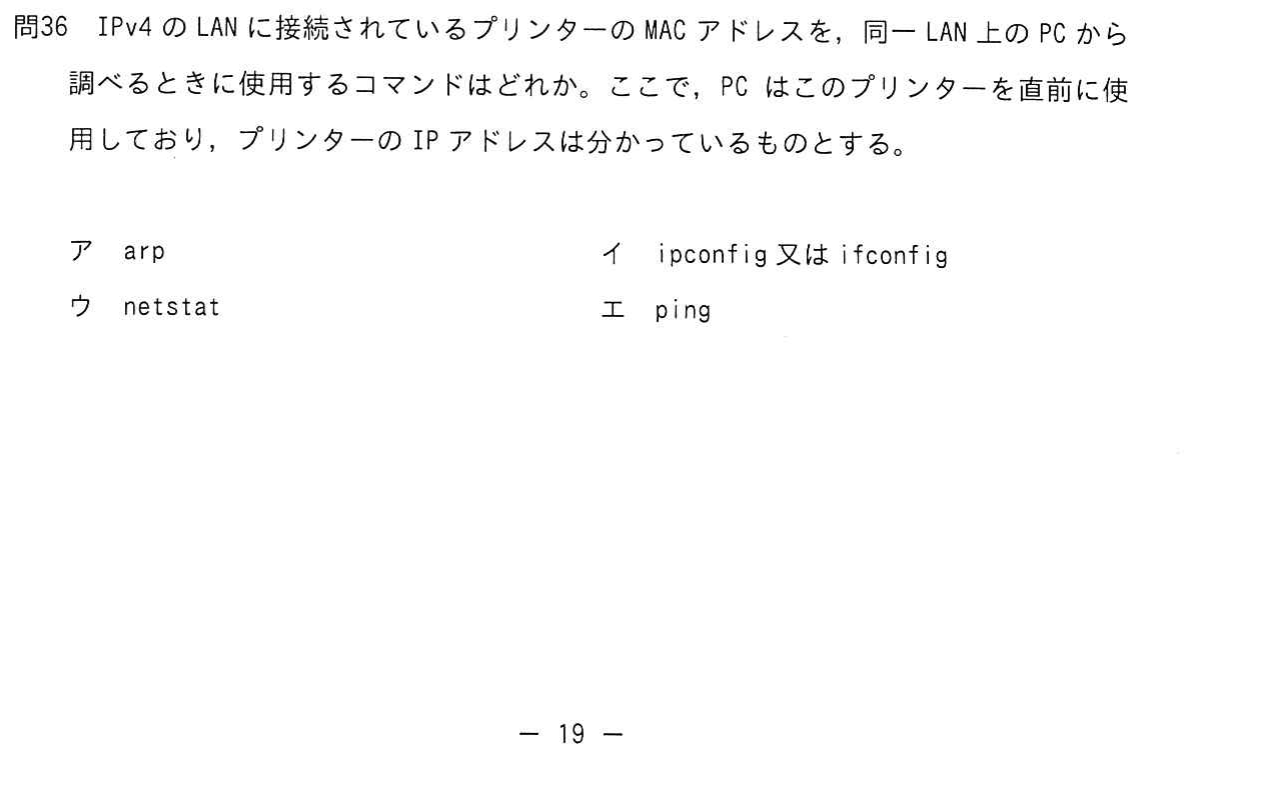 問36 IPv4 の LAN に接続されているプリンターの MAC アドレスを，同一 LAN 上の PC から
調べるときに使用するコマンドはどれか。ここで，PC はこのプリンターを直前に使
用しており，プリンターの IP アドレスは分かっているものとする。
ア arp イ ipconfig 又は ifconfig
ウ netstat エ ping
— 19 —